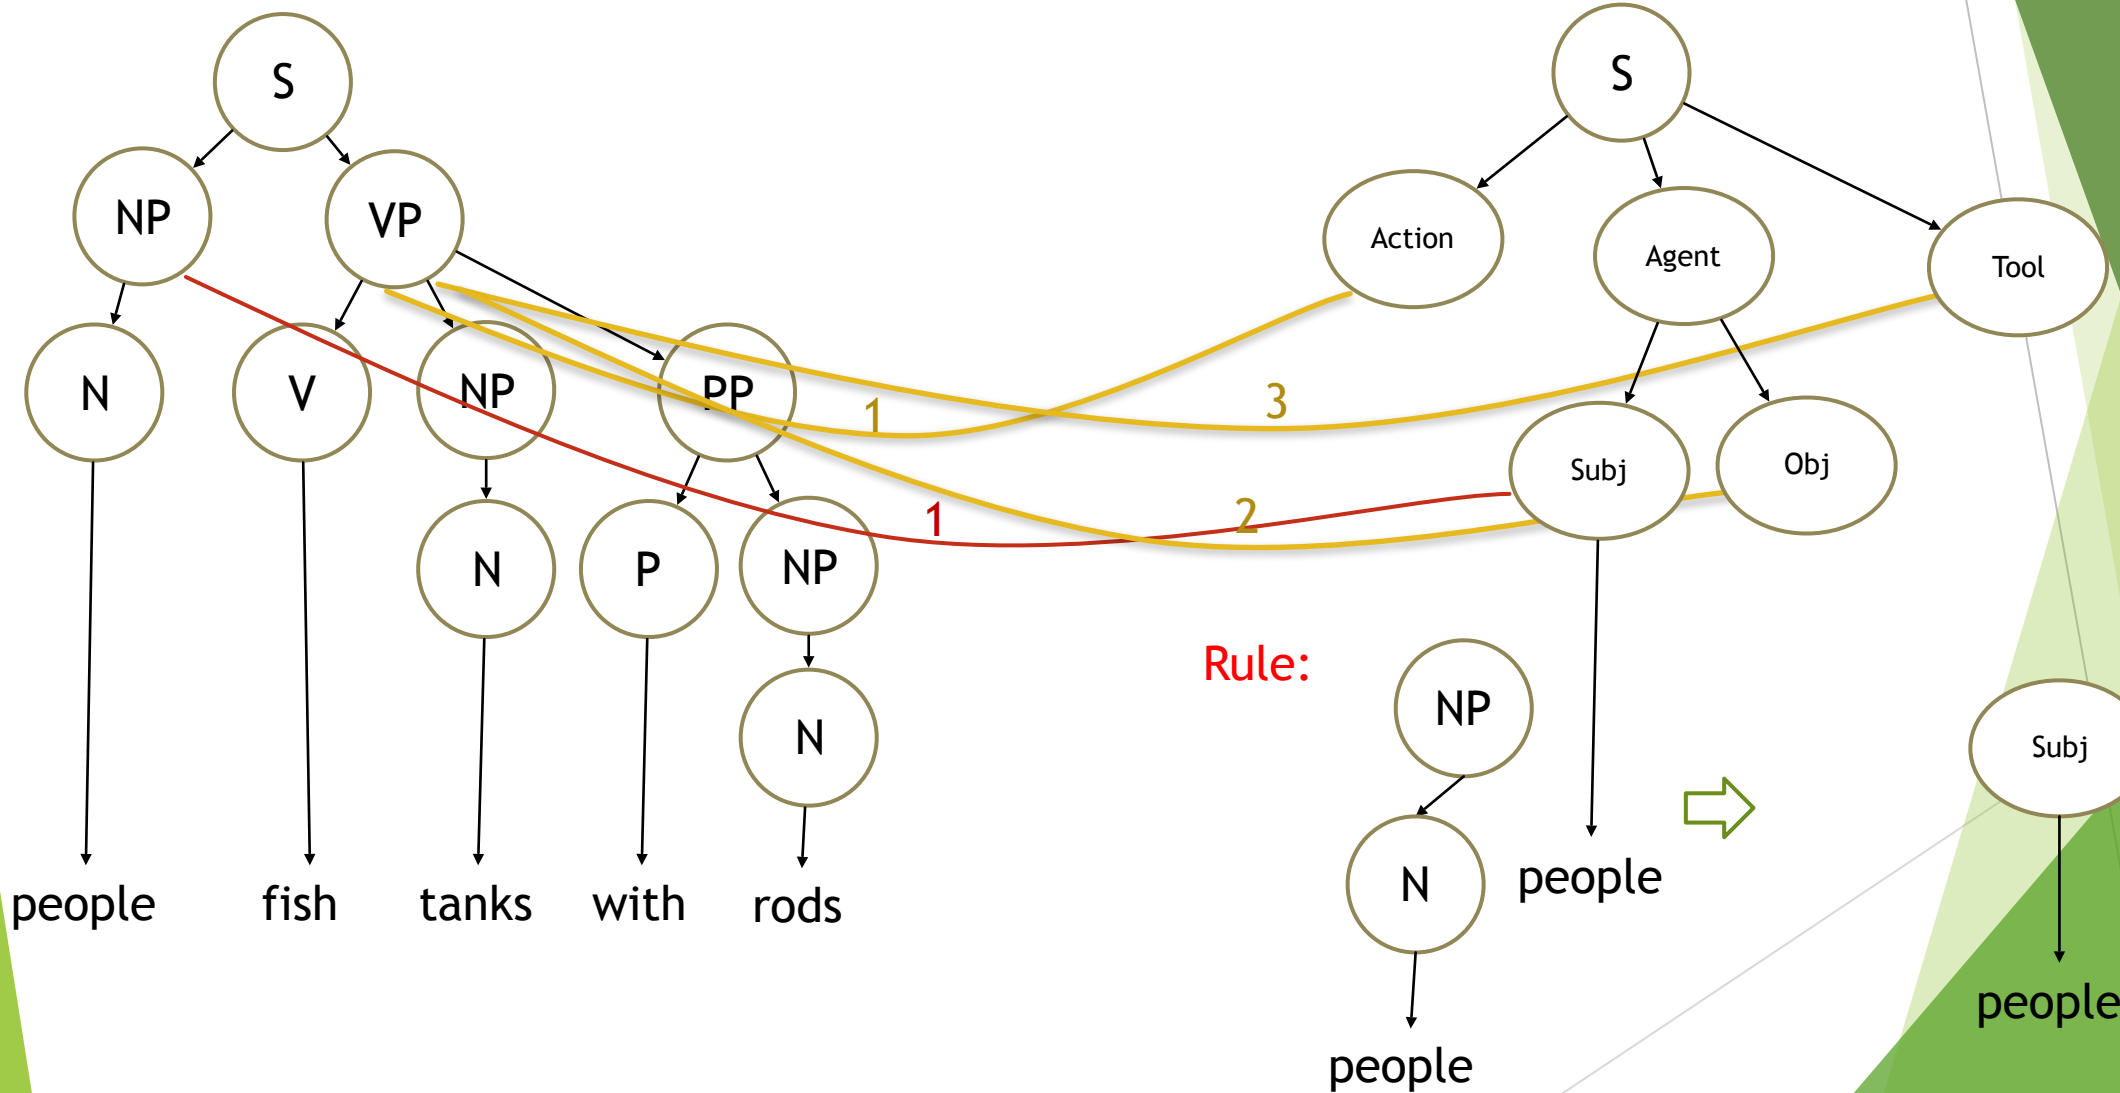 S
S
NP
VP
Action
Agent
Tool
N
V
NP
PP
1
3
Subj
Obj
N
P
NP
1
2
Rule:
NP
Subj
N
N
people
people
fish
tanks
with
rods
people
people